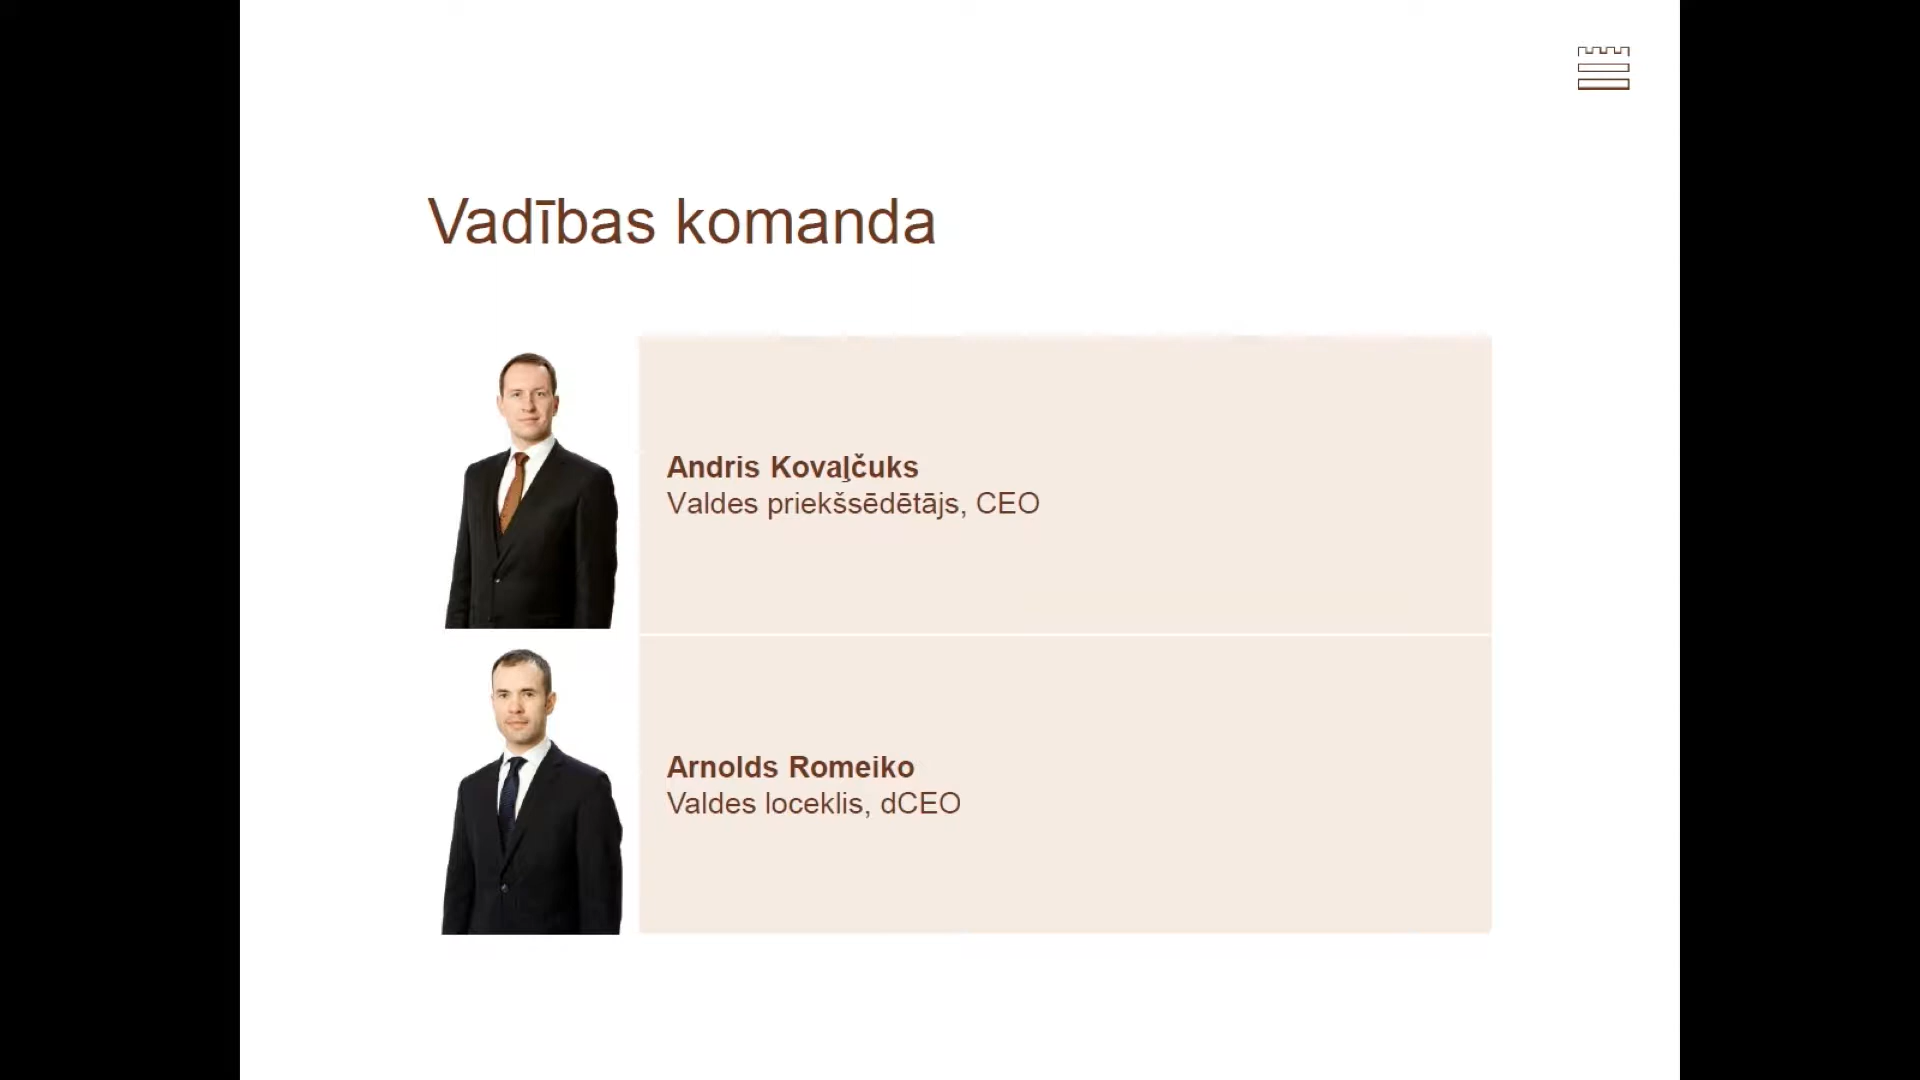 Vadības komanda
Andris Kovaļčuks
Valdes priekšsēdētājs, CEO
Arnolds Romeiko
Valdes loceklis, dCEO